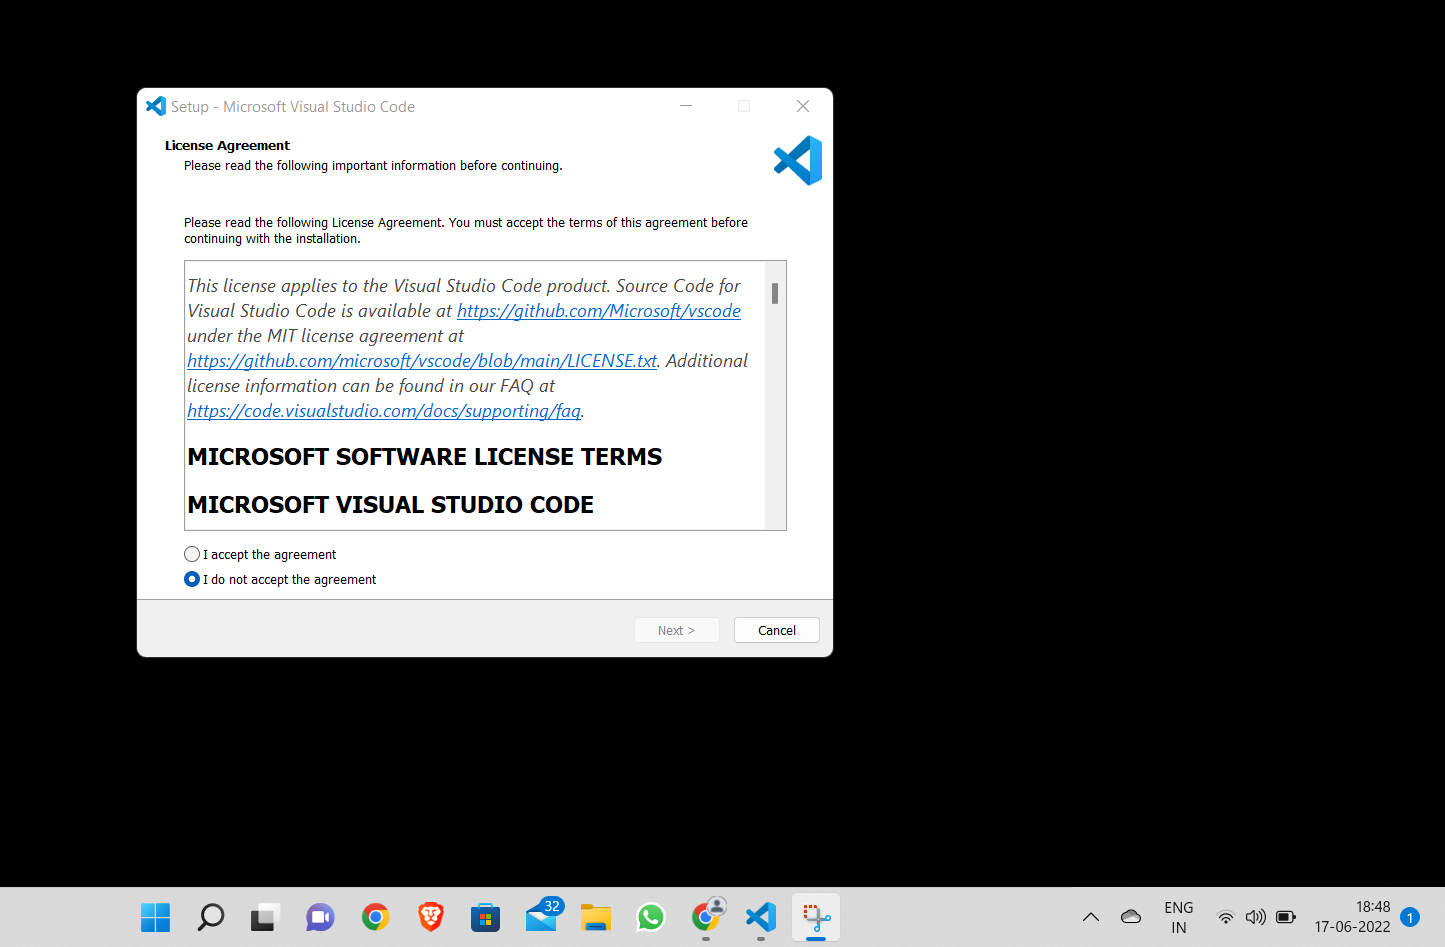 Setup - Microsoft Visual Studio Code
License Agreement
Please read the following important information before continuing.
Please read the following License Agreement. You must accept the terms of this agreement before
continuing with the installation.
This license applies to the Visual Studio Code product. Source Code for
Visual Studio Code is available at https://github.com/Microsoft/vscode
under the MIT license agreement at
https://github.com/microsoft/vscode/blob/main/LICENSE.txt. Additional
license information can be found in our FAQ at
https://code.visualstudio.com/docs/supporting/faq.
MICROSOFT SOFTWARE LICENSE TERMS
MICROSOFT VISUAL STUDIO CODE
I accept the agreement
I do not accept the agreement
Next >
Cancel
32
ENG
IN
18:48
17-06-2022
1